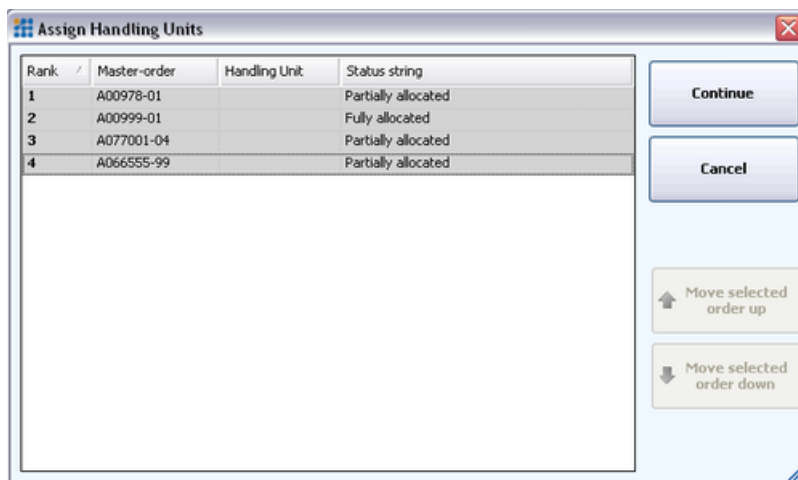 Assign Handling Units
Rank Master-order Handling Unit Status string
1 A00978-01 Partially allocated
2 A00999-01 Fully allocated
3 A077001-04 Partially allocated
4 A066555-99 Partially allocated
Continue
Cancel
Move selected
order up
Move selected
order down